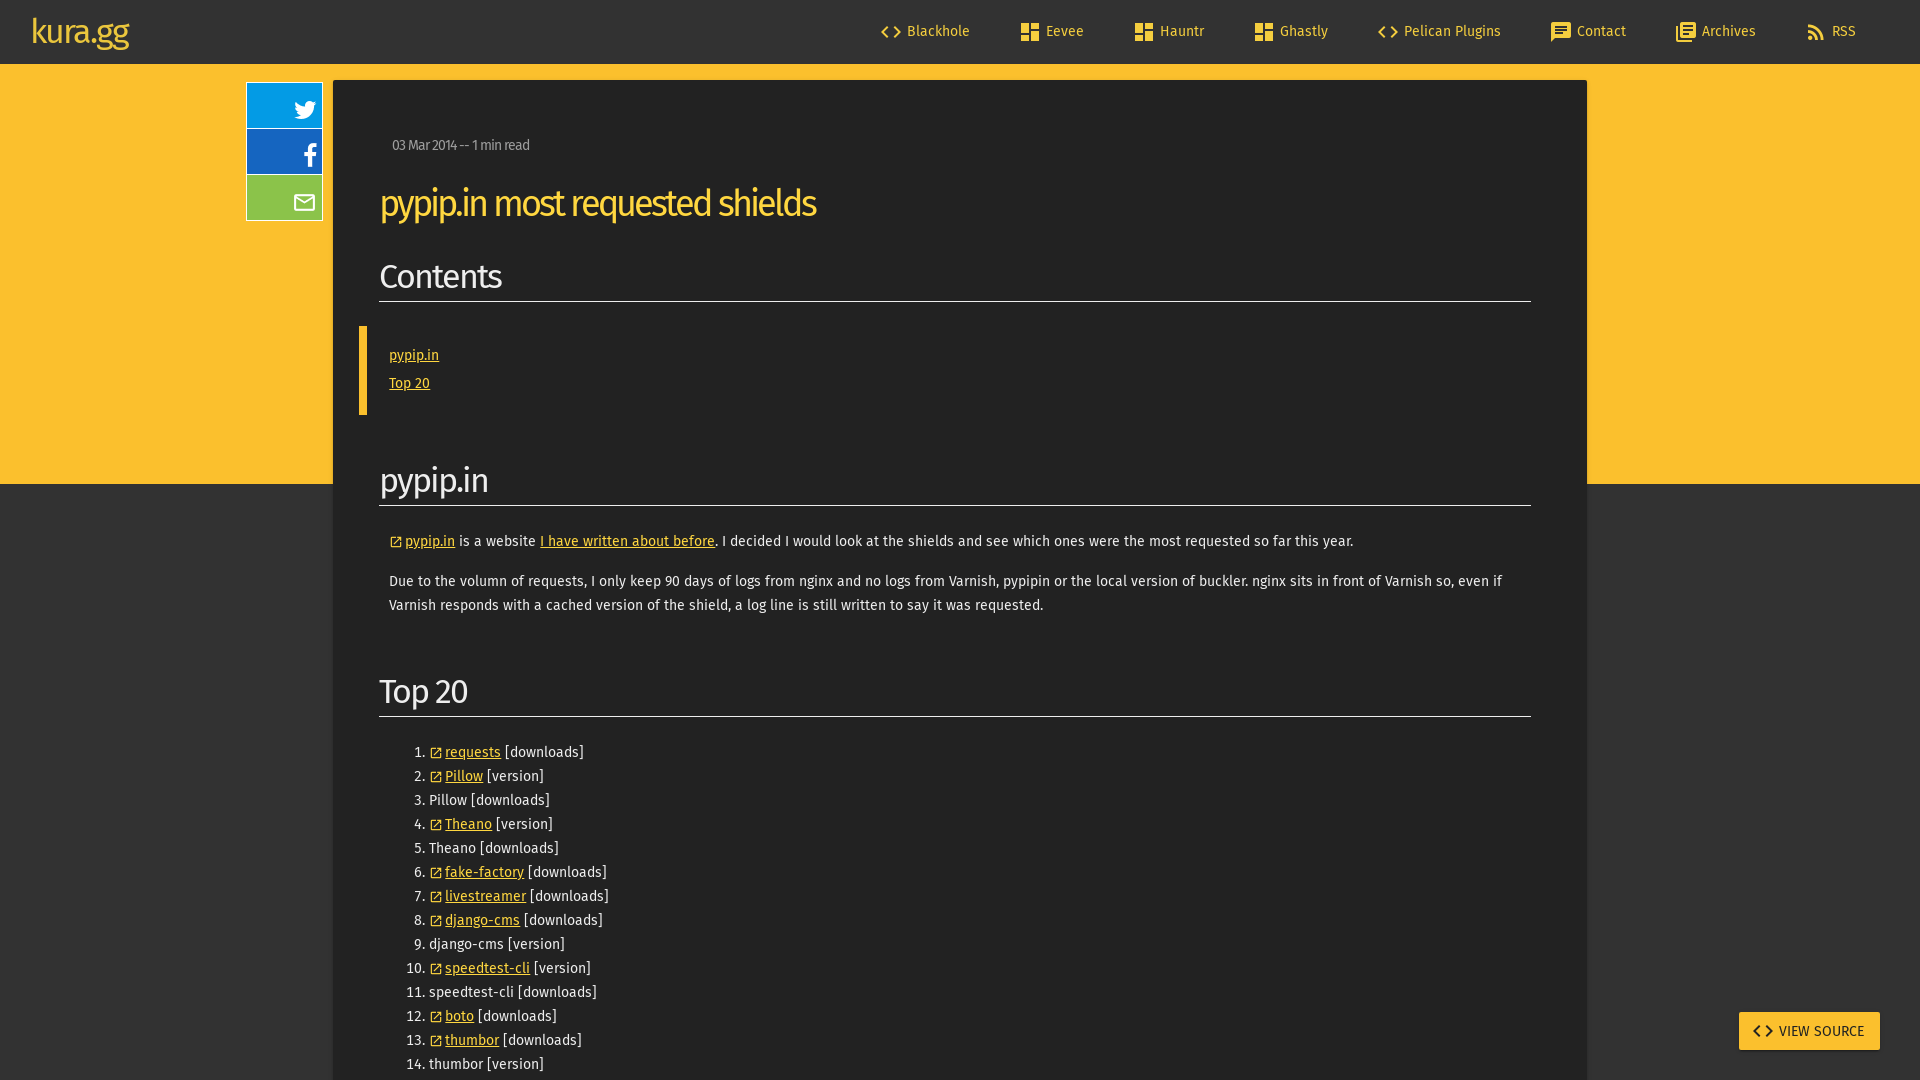 kura.gg
Blackhole
Eevee
Hauntr
Ghastly
Pelican Plugins
Contact
Archives
RSS
03 Mar 2014 -- 1 min read
pypip.in most requested shields
Contents
pypip.in
Top 20
pypip.in
pypip.in is a website I have written about before. I decided I would look at the shields and see which ones were the most requested so far this year.
Due to the volumn of requests, I only keep 90 days of logs from nginx and no logs from Varnish, pypipin or the local version of buckler. nginx sits in front of Varnish so, even if
Varnish responds with a cached version of the shield, a log line is still written to say it was requested.
Top 20
1. requests [downloads]
2. Pillow [version]
3. Pillow [downloads]
4. Theano [version]
5. Theano [downloads]
6. fake-factory [downloads]
7. livestreamer [downloads]
8. django-cms [downloads]
9. django-cms [version]
10. speedtest-cli [version]
11. speedtest-cli [downloads]
12. boto [downloads]
13. thumbor [downloads]
14. thumbor [version]
VIEW SOURCE